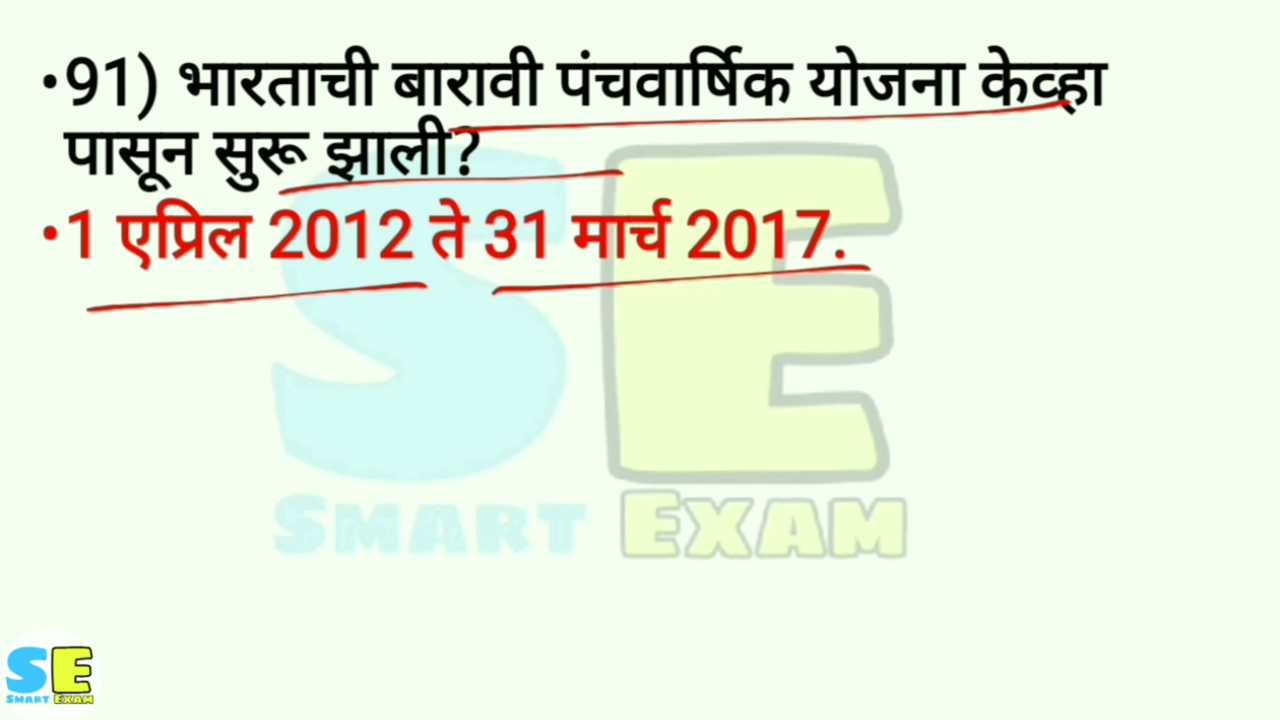 •91) भारताची बारावी पंचवार्षिक योजना केव्हा
पासून सुरू झाली?
•1 एप्रिल 2012 ते 31 मार्च 2017.
SE
SMART EXAM
SE
SMART EXAM